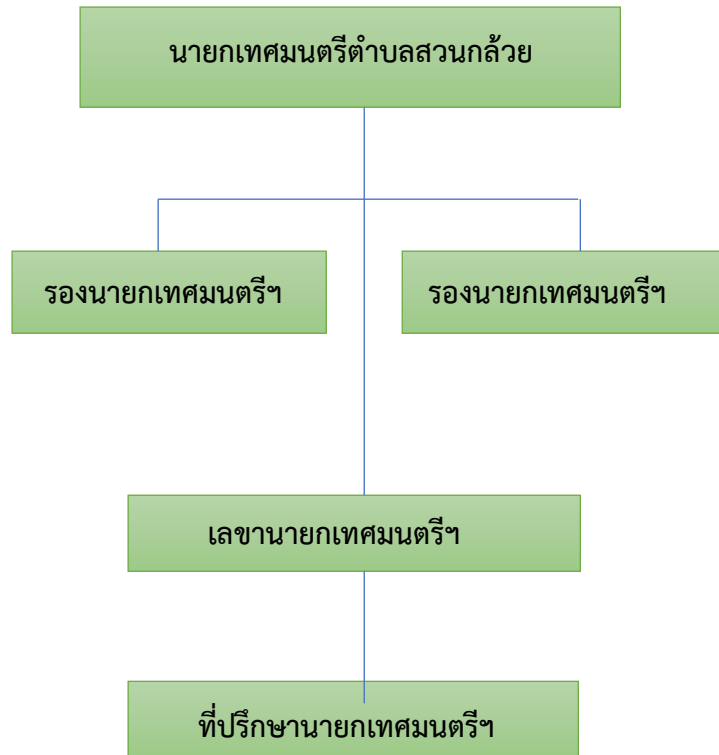 นายกเทศมนตรีตำบลสวนกล้วย
รองนายกเทศมนตรีฯ
รองนายกเทศมนตรีฯ
เลขานายกเทศมนตรีฯ
ที่ปรึกษานายกเทศมนตรีฯ